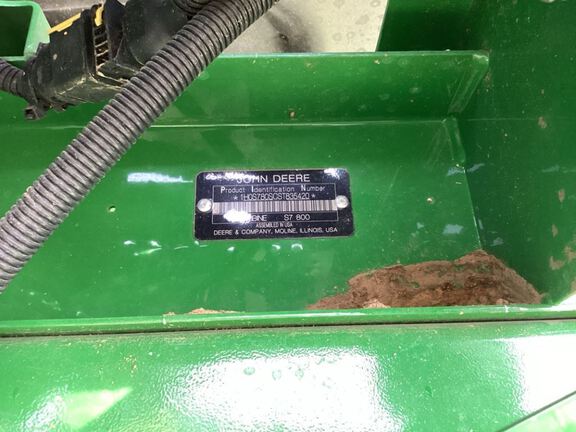 JOHN DEERE
Product Identification Number
S7 800
ASSEMBLED IN USA
DEERE & COMPANY, MOLINE, ILLINOIS, USA